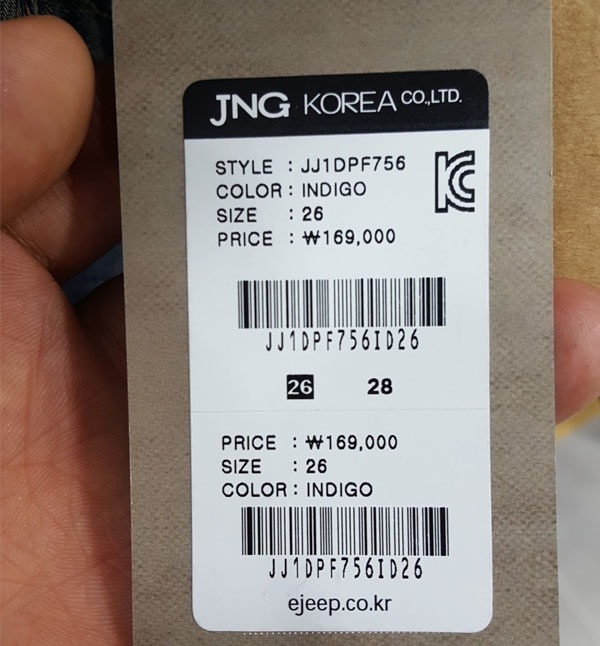 JNG KOREA CO.,LTD.
STYLE : JJ1DPF756
COLOR : INDIGO
SIZE : 26
PRICE : ₩169,000
JJ1DPF756ID26
26 28
PRICE : ₩169,000
SIZE : 26
COLOR : INDIGO
JJ1DPF756ID26
ejeep.co.kr